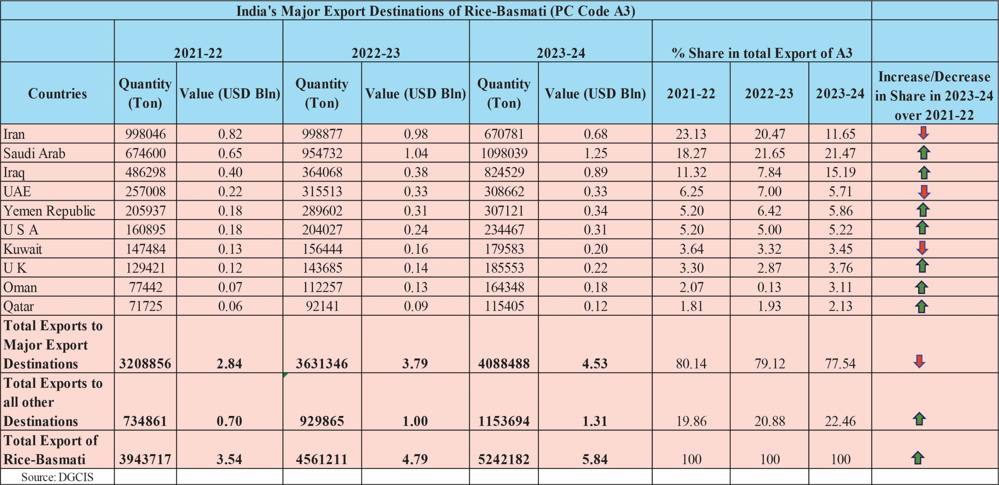 India's Major Export Destinations of Rice-Basmati (PC Code A3)
2021-22 2022-23 2023-24 % Share in total Export of A3
Countries Quantity (Ton) Value (USD Bln) Quantity (Ton) Value (USD Bln) Quantity (Ton) Value (USD Bln) 2021-22 2022-23 2023-24 Increase/Decrease in Share in 2023-24 over 2021-22
Iran 998046 0.82 998877 0.98 670781 0.68 23.13 20.47 11.65
Saudi Arab 674600 0.65 954732 1.04 1098039 1.25 18.27 21.65 21.47
Iraq 486298 0.40 364068 0.38 824529 0.89 11.32 7.84 15.19
UAE 257008 0.22 315513 0.33 308662 0.33 6.25 7.00 5.71
Yemen Republic 205937 0.18 289602 0.31 307121 0.34 5.20 6.42 5.86
U S A 160895 0.18 204027 0.24 234467 0.31 5.20 5.00 5.22
Kuwait 147484 0.13 156444 0.16 179583 0.20 3.64 3.32 3.45
U K 129421 0.12 143685 0.14 185553 0.22 3.30 2.87 3.76
Oman 77442 0.07 112257 0.13 164348 0.18 2.07 0.13 3.11
Qatar 71725 0.06 92141 0.09 115405 0.12 1.81 1.93 2.13
Total Exports to
Major Export
Destinations 3208856 2.84 3631346 3.79 4088488 4.53 80.14 79.12 77.54
Total Exports to
all other
Destinations 734861 0.70 929865 1.00 1153694 1.31 19.86 20.88 22.46
Total Export of
Rice-Basmati 3943717 3.54 4561211 4.79 5242182 5.84 100 100 100
Source: DGCIS